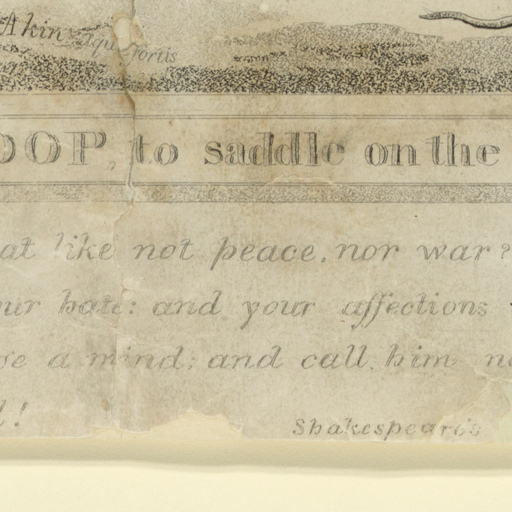 Akin Aqua fortis
OOP, to saddle on the
at like not peace, nor war?
ur hate: and your affections
se a mind; and call him
l!
Shakespeare's